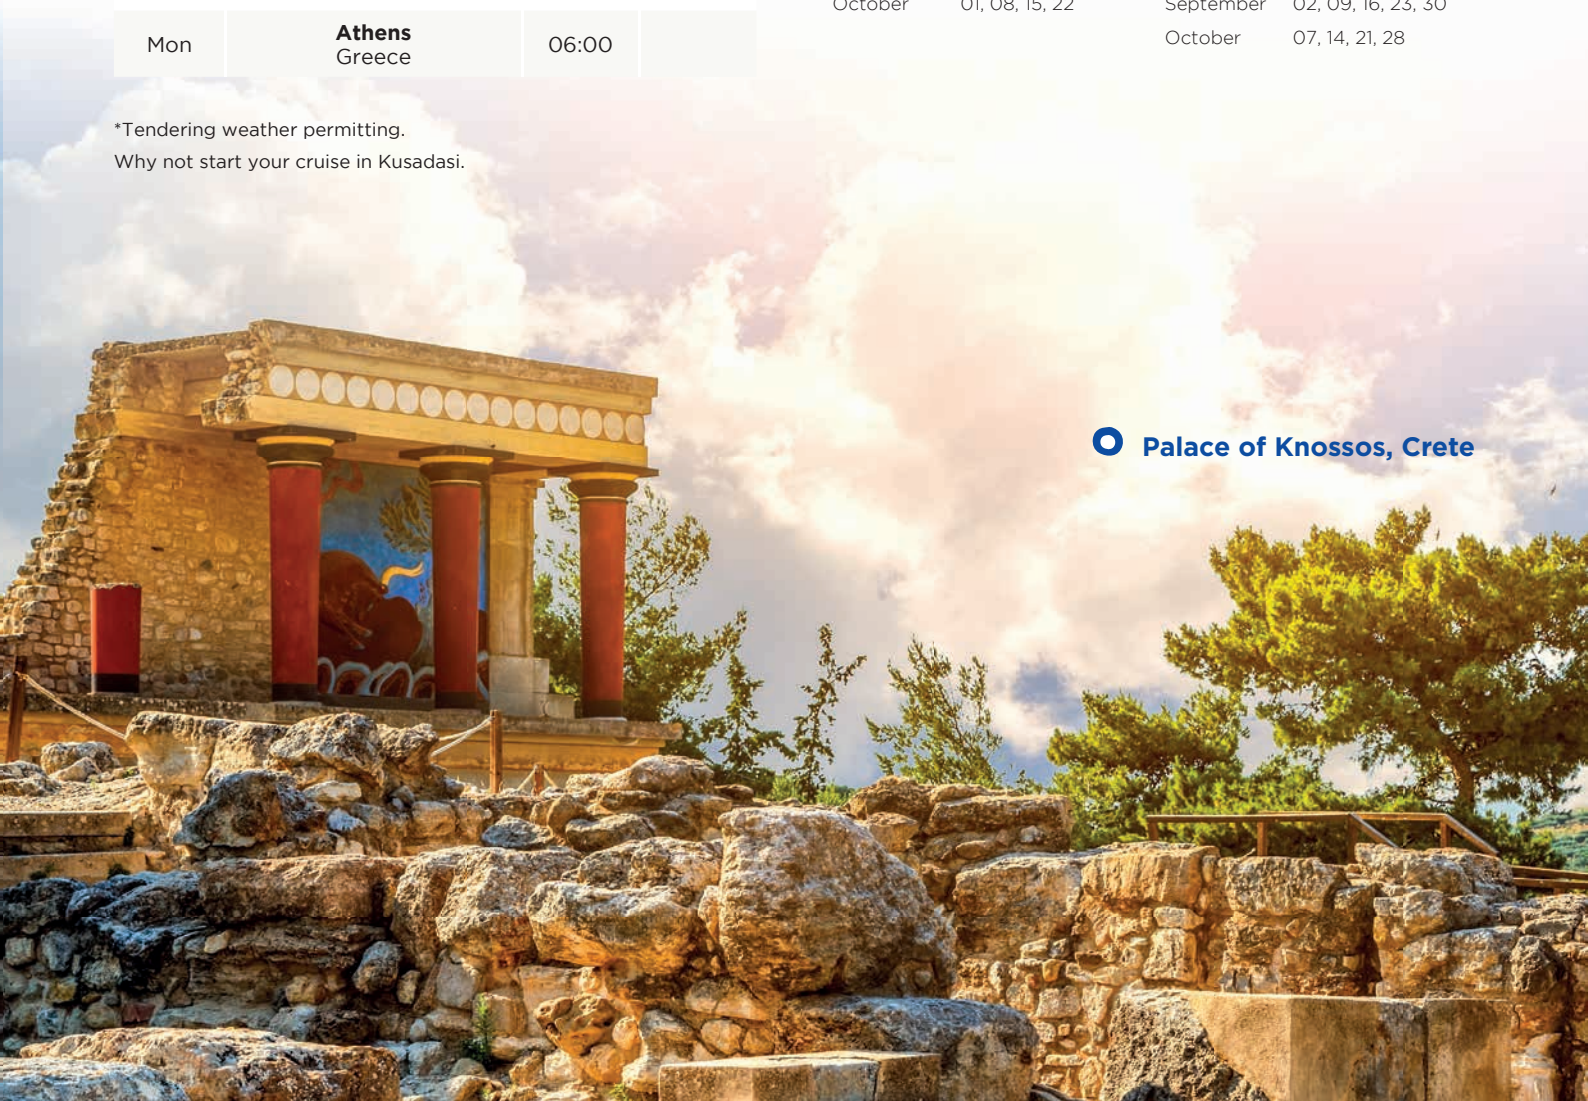 October 01, 08, 15, 22
September 02, 09, 16, 23, 30
October 07, 14, 21, 28
Mon
Athens
Greece
06:00
*Tendering weather permitting.
Why not start your cruise in Kusadasi.
Palace of Knossos, Crete